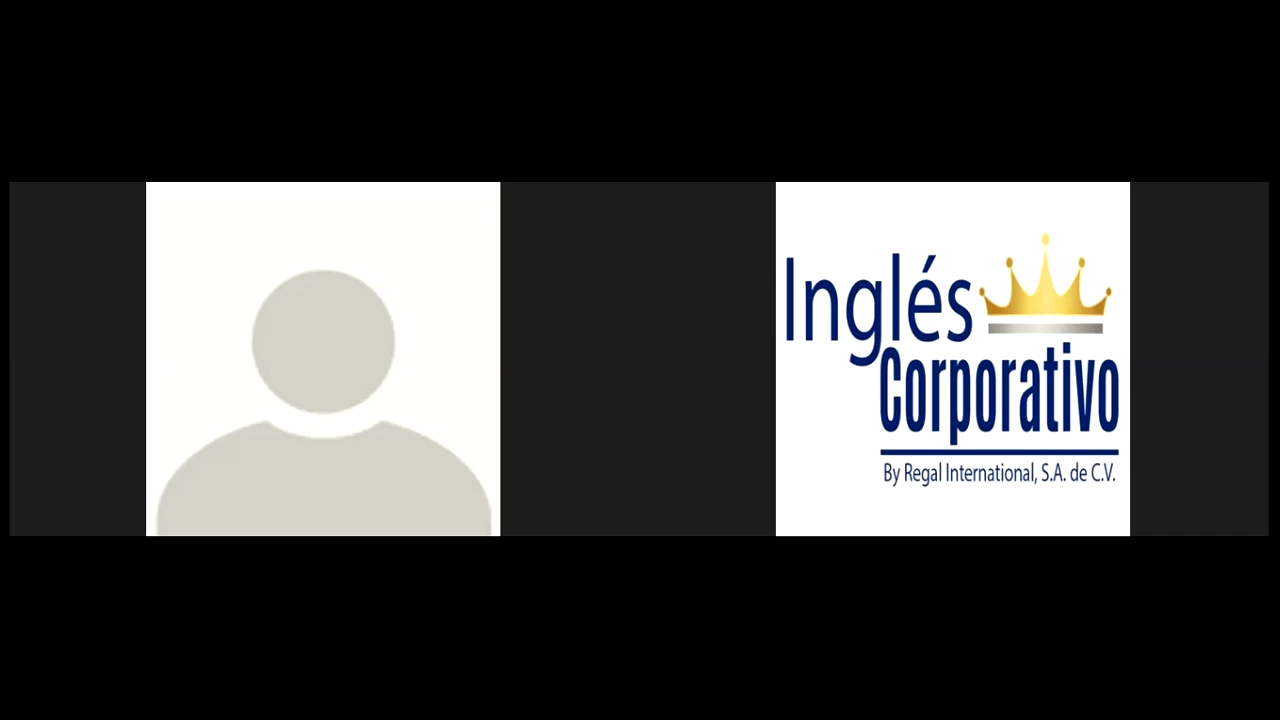 Inglés
Corporativo
By Regal International, S.A. de C.V.